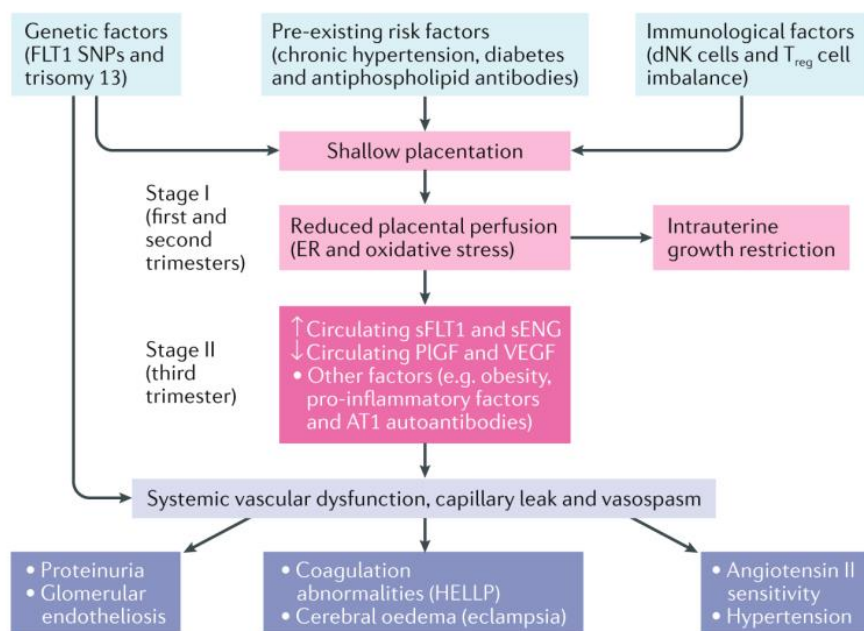 Genetic factors
(FLT1 SNPs and
trisomy 13)
Pre-existing risk factors
(chronic hypertension, diabetes
and antiphospholipid antibodies)
Immunological factors
(dNK cells and Treg cell
imbalance)
Shallow placentation
Stage I
(first and
second
trimesters)
Reduced placental perfusion
(ER and oxidative stress)
Intrauterine
growth restriction
Stage II
(third
trimester)
↑ Circulating sFLT1 and sENG
↓ Circulating PlGF and VEGF
• Other factors (e.g. obesity,
pro-inflammatory factors
and AT1 autoantibodies)
Systemic vascular dysfunction, capillary leak and vasospasm
• Proteinuria
• Glomerular
endotheliosis
• Coagulation
abnormalities (HELLP)
• Cerebral oedema (eclampsia)
• Angiotensin II
sensitivity
• Hypertension